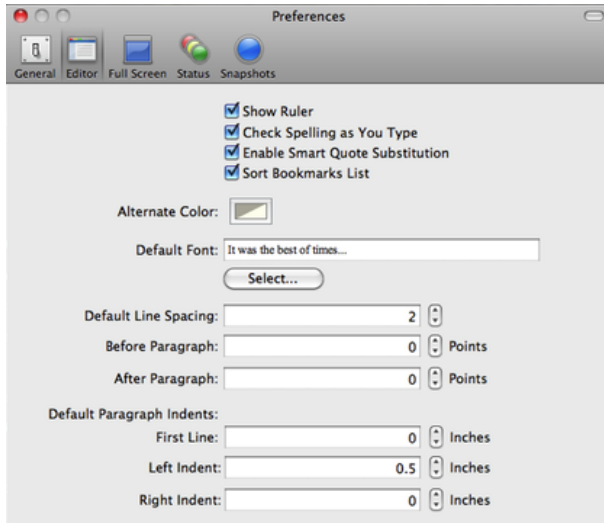 Preferences
General Editor Full Screen Status Snapshots
Show Ruler
Check Spelling as You Type
Enable Smart Quote Substitution
Sort Bookmarks List
Alternate Color:
Default Font: It was the best of times...
Select...
Default Line Spacing: 2
Before Paragraph: 0 Points
After Paragraph: 0 Points
Default Paragraph Indents:
First Line: 0 Inches
Left Indent: 0.5 Inches
Right Indent: 0 Inches